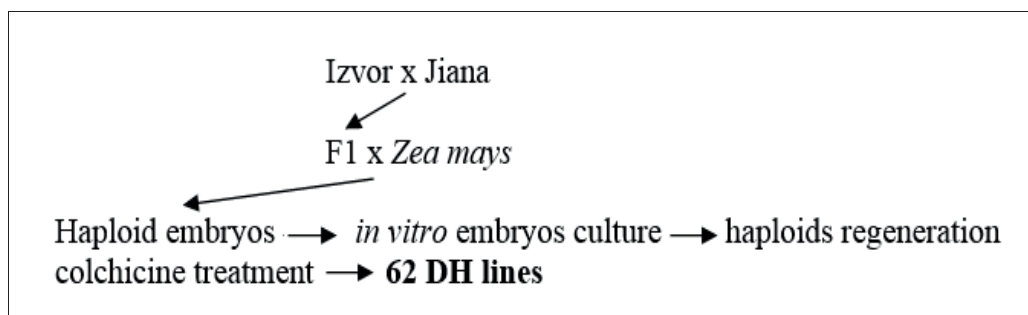 Izvor x Jiana
F1 x Zea mays
Haploid embryos → in vitro embryos culture → haploids regeneration
colchicine treatment → 62 DH lines